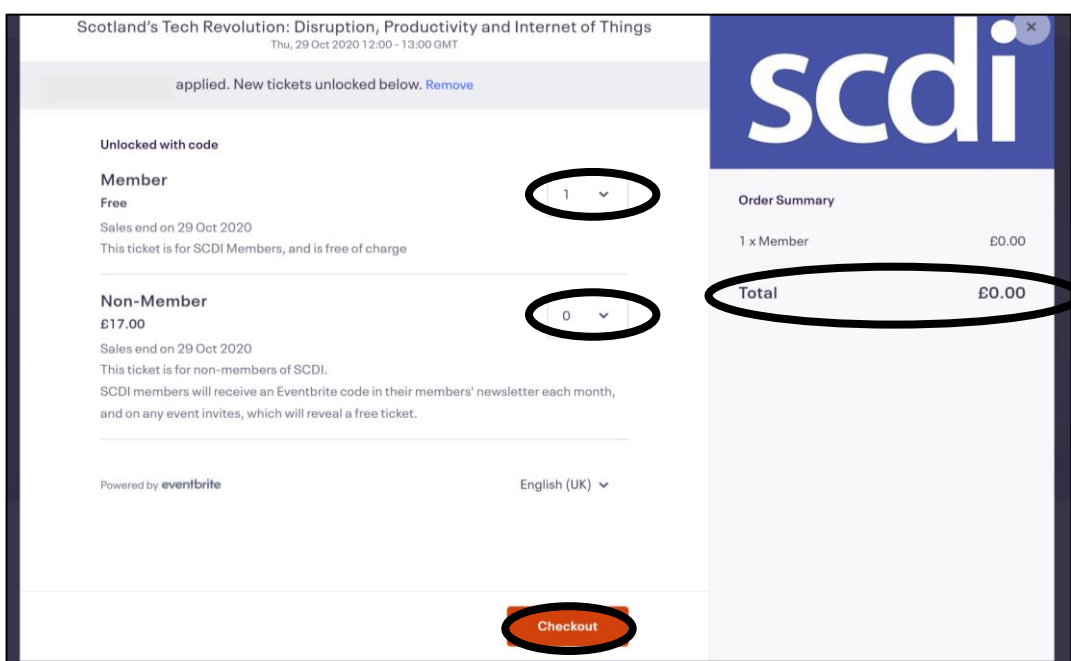 Scotland's Tech Revolution: Disruption, Productivity and Internet of Things
Thu, 29 Oct 2020 12:00 - 13:00 GMT
applied. New tickets unlocked below. Remove
Unlocked with code
Member
Free
Sales end on 29 Oct 2020
This ticket is for SCDI Members, and is free of charge
1
Non-Member
£17.00
Sales end on 29 Oct 2020
This ticket is for non-members of SCDI.
SCDI members will receive an Eventbrite code in their members' newsletter each month,
and on any event invites, which will reveal a free ticket.
0
Powered by eventbrite
English (UK)
Checkout
scdi
Order Summary
1 x Member £0.00
Total £0.00